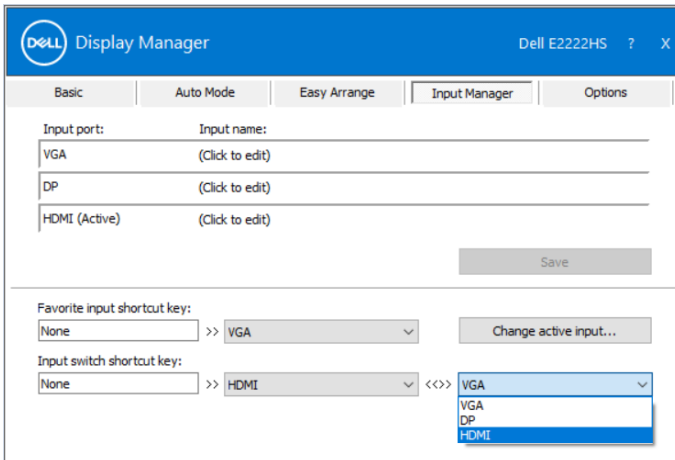 DELL Display Manager Dell E2222HS ? X
Basic Auto Mode Easy Arrange Input Manager Options
Input port: Input name:
VGA (Click to edit)
DP (Click to edit)
HDMI (Active) (Click to edit)
Save
Favorite input shortcut key:
None >> VGA Change active input...
Input switch shortcut key:
None >> HDMI <<>> VGA
VGA
DP
HDMI